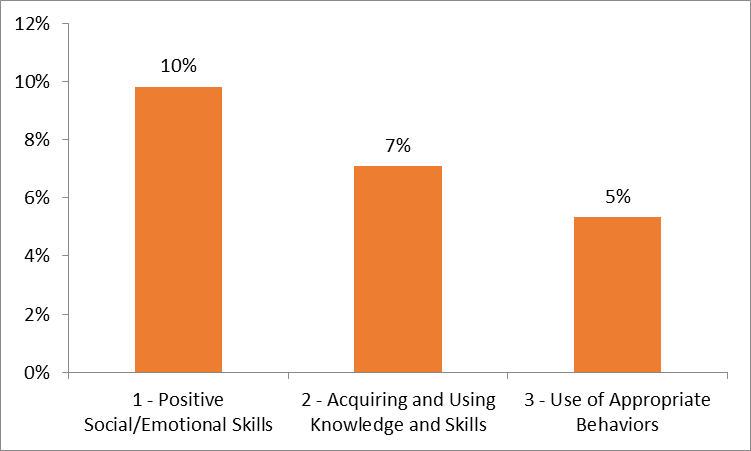 12%
10%
8%
6%
4%
2%
0%
10%
7%
5%
1 - Positive
Social/Emotional Skills
2 - Acquiring and Using
Knowledge and Skills
3 - Use of Appropriate
Behaviors